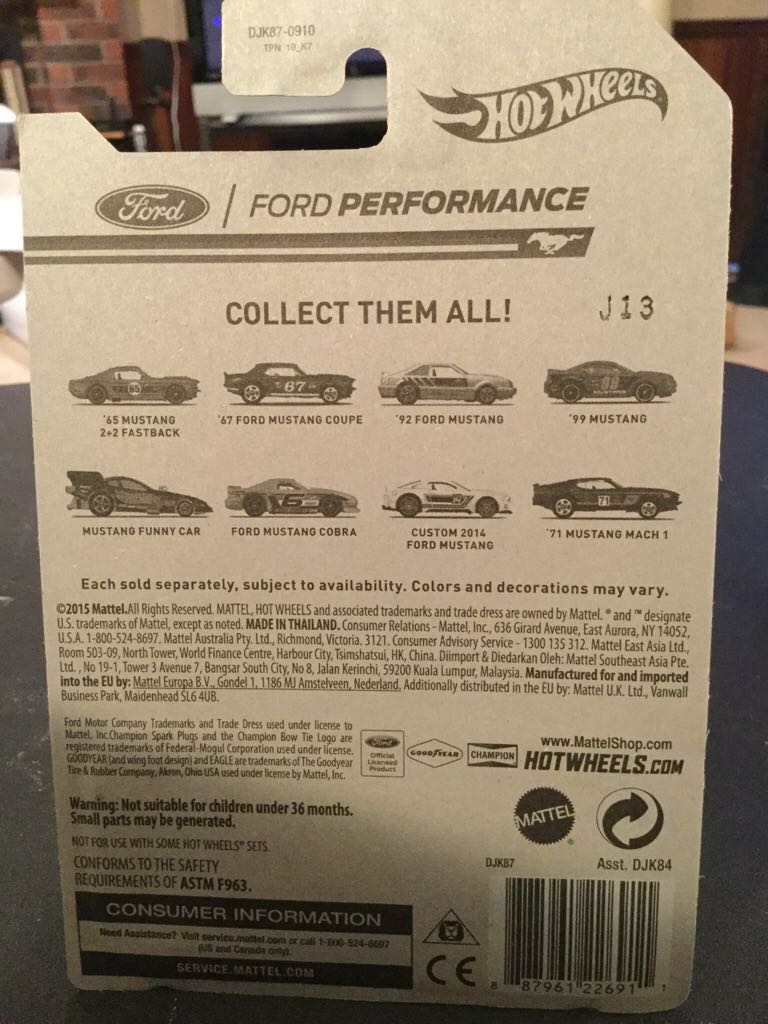 DJK87-0910
TPN 19_K7
HOT WHEELS
Ford / FORD PERFORMANCE
COLLECT THEM ALL!
J13
65
67
'65 MUSTANG
2+2 FASTBACK
'67 FORD MUSTANG COUPE
'92 FORD MUSTANG
'99 MUSTANG
71
MUSTANG FUNNY CAR
FORD MUSTANG COBRA
CUSTOM 2014
FORD MUSTANG
'71 MUSTANG MACH 1
Each sold separately, subject to availability. Colors and decorations may vary.
©2015 Mattel. All Rights Reserved. MATTEL, HOT WHEELS and associated trademarks and trade dress are owned by Mattel. ® and ™ designate
U.S. trademarks of Mattel, except as noted. MADE IN THAILAND. Consumer Relations - Mattel, Inc., 636 Girard Avenue, East Aurora, NY 14052,
U.S.A. 1-800-524-8697. Mattel Australia Pty. Ltd., Richmond, Victoria. 3121. Consumer Advisory Service - 1300 135 312. Mattel East Asia Ltd.,
Room 503-09, North Tower, World Finance Centre, Harbour City, Tsimshatsui, HK, China. Diimport & Diedarkan Oleh: Mattel Southeast Asia Pte.
Ltd., No 19-1, Tower 3 Avenue 7, Bangsar South City, No 8, Jalan Kerinchi, 59200 Kuala Lumpur, Malaysia. Manufactured for and imported
into the EU by: Mattel Europa B.V., Gondel 1, 1186 MJ Amstelveen, Nederland. Additionally distributed in the EU by: Mattel U.K. Ltd., Vanwall
Business Park, Maidenhead SL6 4UB.
Ford Motor Company Trademarks and Trade Dress used under license to
Mattel, Inc.Champion Spark Plugs and the Champion Bow Tie Logo are
registered trademarks of Federal-Mogul Corporation used under license.
GOODYEAR (and wing foot design) and EAGLE are trademarks of The Goodyear
Tire & Rubber Company, Akron, Ohio USA used under license by Mattel, Inc.
Ford
Official
Licensed
Product
GOODYEAR
CHAMPION
www.MattelShop.com
HOTWHEELS.COM
Warning: Not suitable for children under 36 months.
Small parts may be generated.
NOT FOR USE WITH SOME HOT WHEELS® SETS.
CONFORMS TO THE SAFETY
REQUIREMENTS OF ASTM F963.
MATTEL®
DJK87
Asst. DJK84
CONSUMER INFORMATION
Need Assistance? Visit service.mattel.com or call 1-800-524-8697
(US and Canada only).
SERVICE.MATTEL.COM
CE
8 87961 22691 1